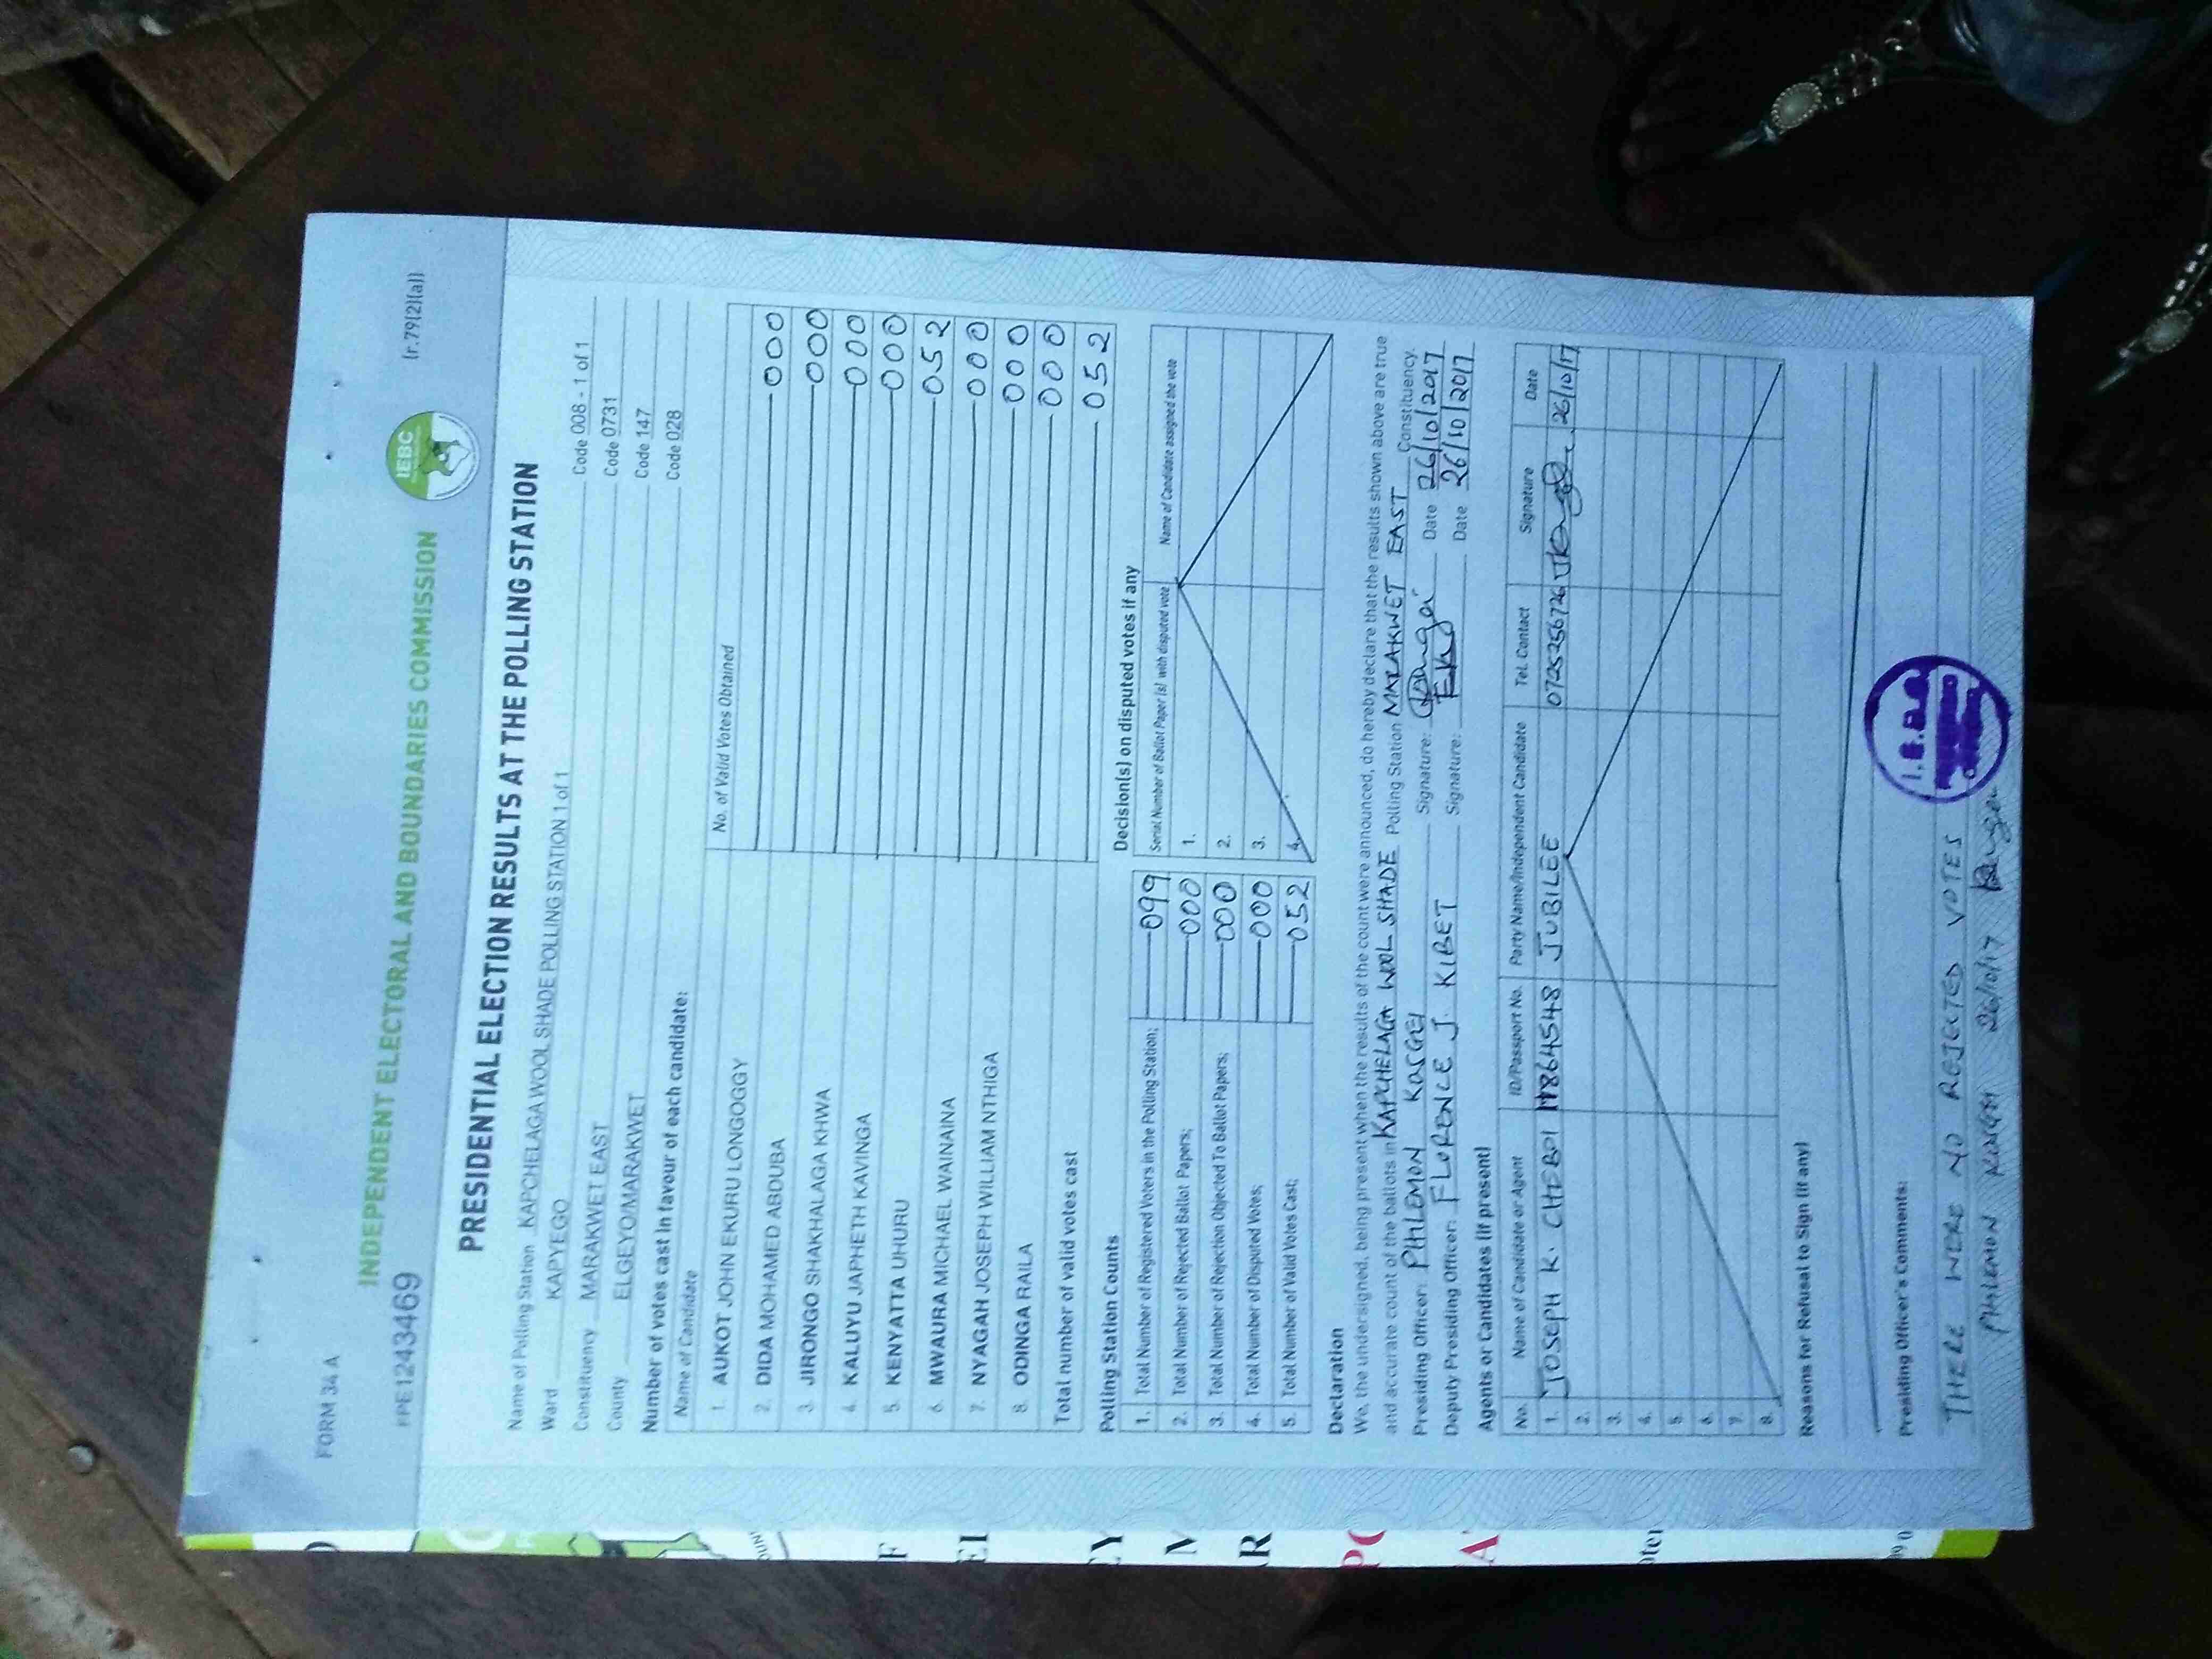 FORM 34A
(r.79(2)(a))
INDEPENDENT ELECTORAL AND BOUNDARIES COMMISSION
IEBC
PE1243469
PRESIDENTIAL ELECTION RESULTS AT THE POLLING STATION
Name of Polling Station KAPCHELAGA WOOL SHADE POLLING STATION 1 of 1 Code 008 - 1 of 1
Ward KAPYEGO Code 0731
Constituency MARAKWET EAST Code 147
County ELGEYO/MARAKWET Code 028
Number of votes cast in favour of each candidate:
Name of Candidate No. of Valid Votes Obtained
1. AUKOT JOHN EKURU LONGOGGY 000
2. DIDA MOHAMED ABDUBA 000
3. JIRONGO SHAKHALAGA KHWA 000
4. KALUYU JAPHETH KAVINGA 000
5. KENYATTA UHURU 052
6. MWAURA MICHAEL WAINAINA 000
7. NYAGAH JOSEPH WILLIAM NTHIGA 000
8. ODINGA RAILA 000
Total number of valid votes cast 052
Polling Station Counts
1. Total Number of Registered Voters in the Polling Station; 099
2. Total Number of Rejected Ballot Papers; 000
3. Total Number of Rejection Objected To Ballot Papers; 000
4. Total Number of Disputed Votes; 000
5. Total Number of Valid Votes Cast; 052
Decision(s) on disputed votes if any
Serial Number of Ballot Paper (s) with disputed vote Name of Candidate assigned the vote
1.
2.
3.
4.
Declaration
We, the undersigned, being present when the results of the count were announced, do hereby declare that the results shown above are true
and accurate count of the ballots in KAPCHELAGA WOOL SHADE Polling Station MARAKWET EAST Constituency.
Presiding Officer: PHILEMON KOSGEI Signature: Date 26/10/2017
Deputy Presiding Officer: FLORENCE J. KIBET Signature: Date 26/10/2017
Agents or Candidates (if present)
No. Name of Candidate or Agent ID/Passport No. Party Name/Independent Candidate Tel. Contact Signature Date
1. JOSEPH K. CHEBOI 11864548 JUBILEE 0725256726 26/10/17
2.
3.
4.
5.
6.
7.
8.
Reasons for Refusal to Sign (if any)
Presiding Officer's Comments:
THERE WERE NO REJECTED VOTES
PHILEMON 26/10/17